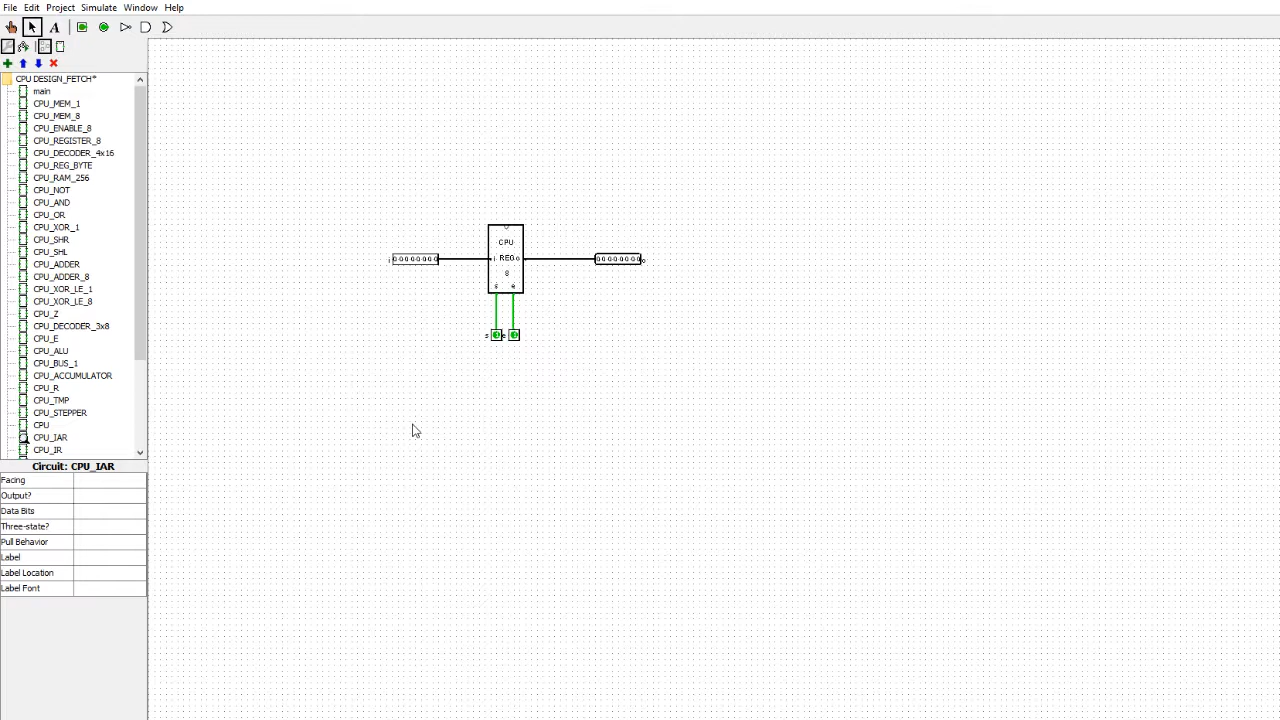 File Edit Project Simulate Window Help
A
CPU DESIGN_FETCH*
main
CPU_MEM_1
CPU_MEM_8
CPU_ENABLE_8
CPU_REGISTER_8
CPU_DECODER_4x16
CPU_REG_BYTE
CPU_RAM_256
CPU_NOT
CPU_AND
CPU_OR
CPU_XOR_1
CPU_SHR
CPU_SHL
CPU_ADDER
CPU_ADDER_8
CPU_XOR_LE_1
CPU_XOR_LE_8
CPU_Z
CPU_DECODER_3x8
CPU_E
CPU_ALU
CPU_BUS_1
CPU_ACCUMULATOR
CPU_R
CPU_TMP
CPU_STEPPER
CPU
CPU_IAR
CPU_IR
Circuit: CPU_IAR
Facing
Output?
Data Bits
Three-state?
Pull Behavior
Label
Label Location
Label Font
CPU
i 00000000 i REG o 00000000 o
8
s e
s e